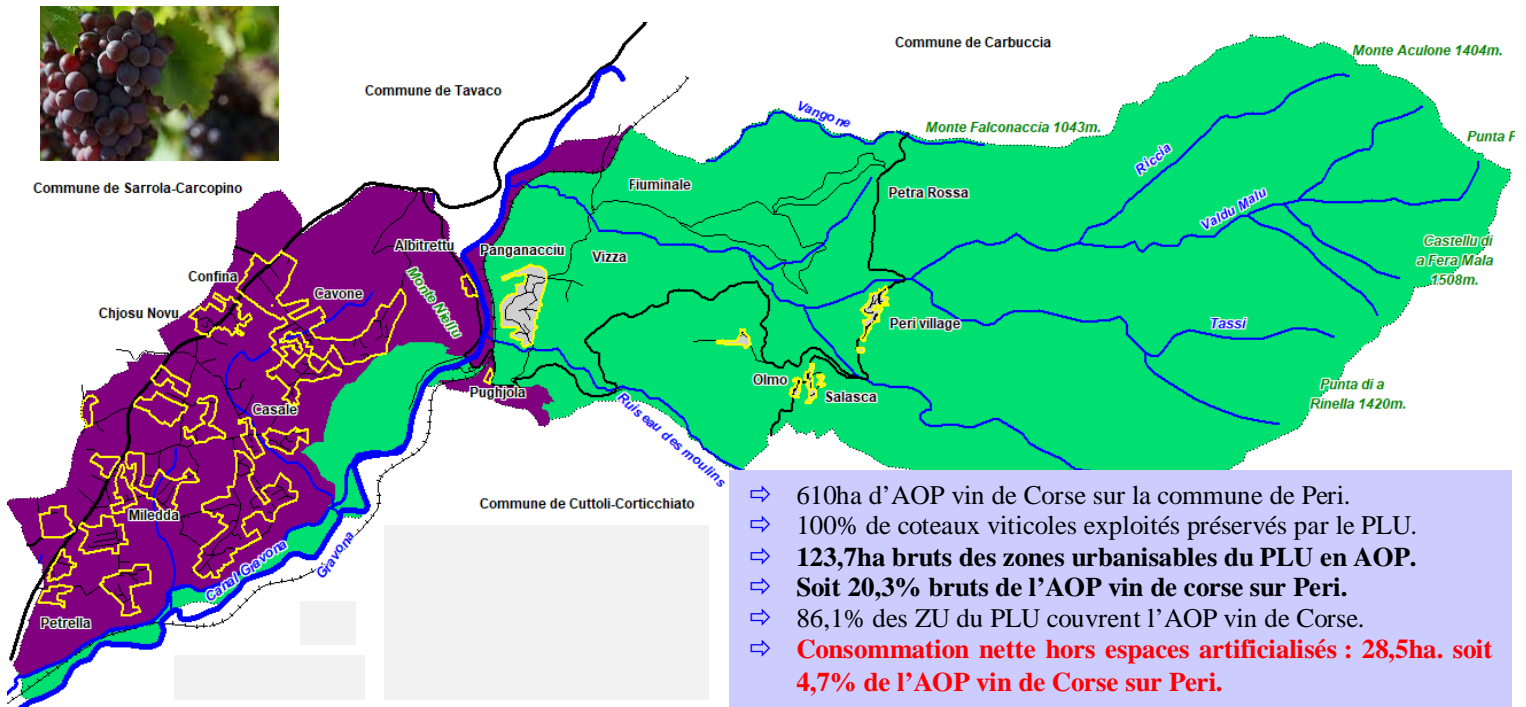 Commune de Carbuccia
Monte Aculone 1404m.
Commune de Tavaco
Vangone
Monte Falconaccia 1043m.
Punta F
Riccia
Commune de Sarrola-Carcopino
Fiuminale
Petra Rossa
Valdu Malu
Albitrettu
Panganacciu
Vizza
Castellu di
a Fera Mala
1508m.
Confina
Cavone
Monte Niellu
Chjosu Novu
Peri village
Tassi
Pughjola
Olmo
Salasca
Punta di a
Rinella 1420m.
Casale
Ruiseau des moulins
Miledda
Commune de Cuttoli-Corticchiato
Canal Gravona
Gravona
Petrella
⇨ 610ha d’AOP vin de Corse sur la commune de Peri.
⇨ 100% de coteaux viticoles exploités préservés par le PLU.
⇨ 123,7ha bruts des zones urbanisables du PLU en AOP.
⇨ Soit 20,3% bruts de l’AOP vin de corse sur Peri.
⇨ 86,1% des ZU du PLU couvrent l’AOP vin de Corse.
⇨ Consommation nette hors espaces artificialisés : 28,5ha. soit
4,7% de l’AOP vin de Corse sur Peri.